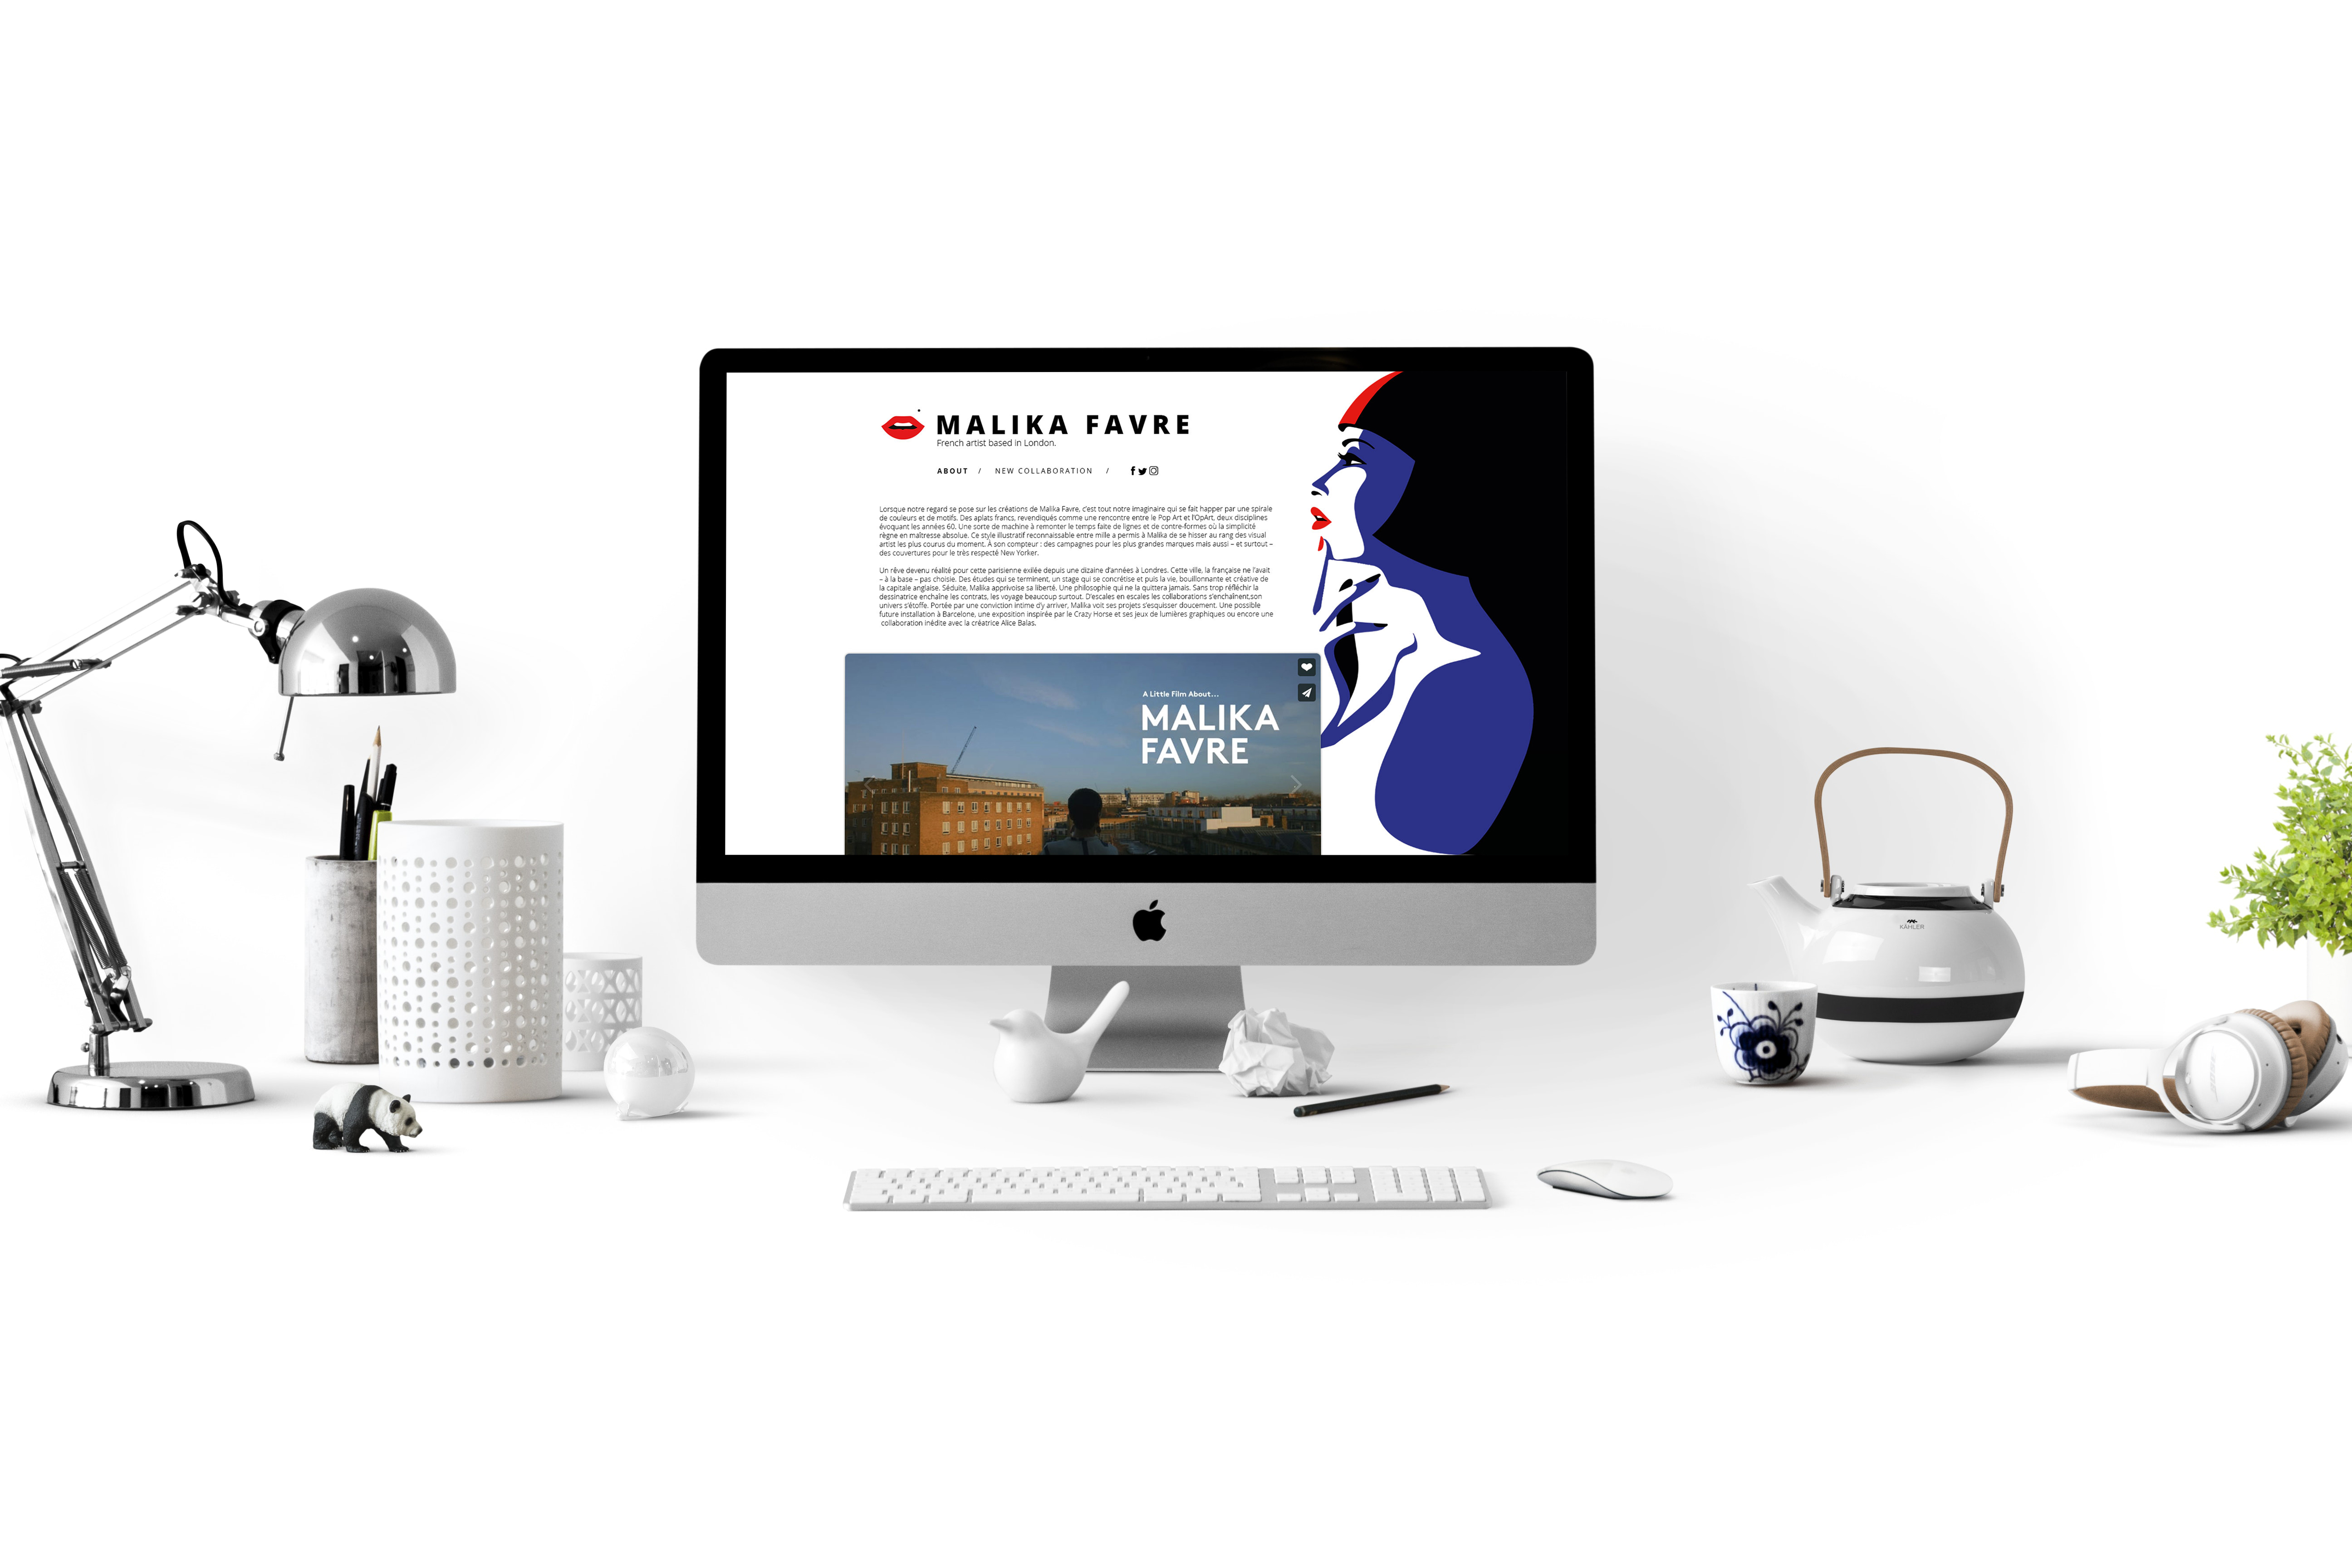 MALIKA FAVRE
French artist based in London.
ABOUT / NEW COLLABORATION /
Lorsque notre regard se pose sur les créations de Malika Favre, c'est tout notre imaginaire qui se fait happer par une spirale
de couleurs et de motifs. Des aplats francs, revendiqués comme une rencontre entre le Pop Art et l'OpArt, deux disciplines
évoquant les années 60. Une sorte de machine à remonter le temps faite de lignes et de contre-formes où la simplicité
règne en maîtresse absolue. Ce style illustratif reconnaissable entre mille a permis à Malika de se hisser au rang des visual
artist les plus courus du moment. À son compteur : des campagnes pour les plus grandes marques mais aussi – et surtout –
des couvertures pour le très respecté New Yorker.
Un rêve devenu réalité pour cette parisienne exilée depuis une dizaine d'années à Londres. Cette ville, la française ne l'avait
– à la base – pas choisie. Des études qui se terminent, un stage qui se concrétise et puis la vie, bouillonnante et créative de
la capitale anglaise. Séduite, Malika apprivoise sa liberté. Une philosophie qui ne la quittera jamais. Sans trop réfléchir la
dessinatrice enchaîne les contrats, les voyage beaucoup surtout. D'escales en escales les collaborations s'enchaînent,son
univers s'étoffe. Portée par une conviction intime d'y arriver, Malika voit ses projets s'esquisser doucement. Une possible
future installation à Barcelone, une exposition inspirée par le Crazy Horse et ses jeux de lumières graphiques ou encore une
collaboration inédite avec la créatrice Alice Balas.
A Little Film About...
MALIKA
FAVRE
KÄHLER